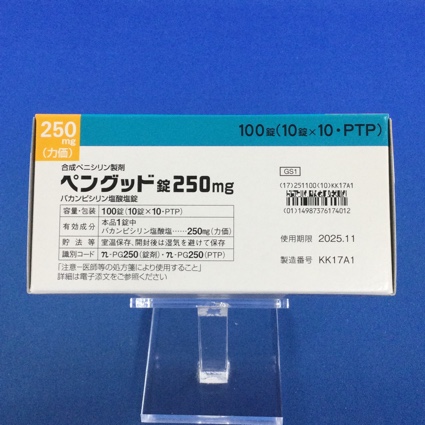 250
mg
(力価)
100錠(10錠×10・PTP)
合成ペニシリン製剤
ペングッド錠250mg
バカンピシリン塩酸塩錠
容量・包装 100錠(10錠×10・PTP)
有効成分 本品1錠中
バカンピシリン塩酸塩……250mg(力価)
貯法等 室温保存、開封後は湿気を避けて保存
識別コード PG250(錠剤)・ PG250(PTP)
「注意―医師等の処方箋により使用すること」
詳細は電子添文をご参照ください
GS1
(17)251100(10)KK17A1
(01)14987376174012
使用期限 2025.11
製造番号 KK17A1